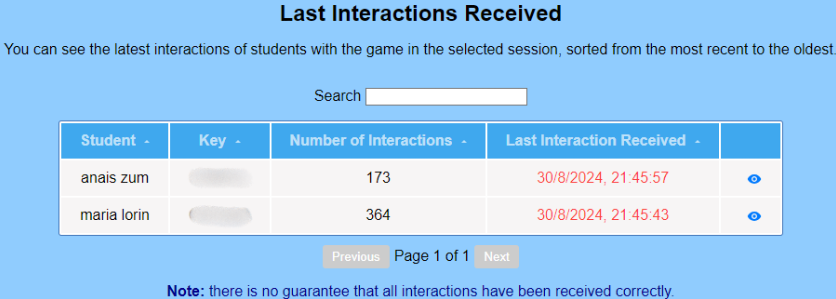 Last Interactions Received
You can see the latest interactions of students with the game in the selected session, sorted from the most recent to the oldest.
Search
Student Key Number of Interactions Last Interaction Received
anais zum 173 30/8/2024, 21:45:57
maria lorin 364 30/8/2024, 21:45:43
Previous Page 1 of 1 Next
Note: there is no guarantee that all interactions have been received correctly.